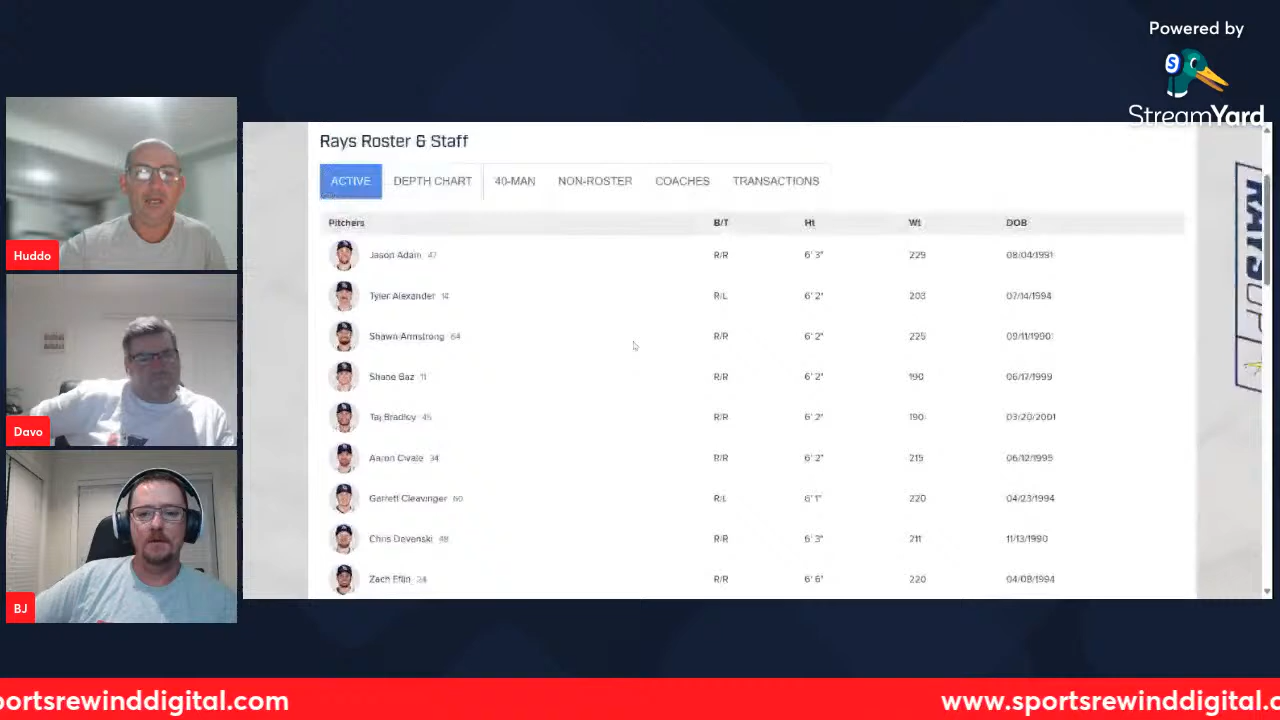 Powered by
StreamYard
Rays Roster & Staff
ACTIVE DEPTH CHART 40-MAN NON-ROSTER COACHES TRANSACTIONS
Pitchers B/T Ht Wt DOB
Jason Adam 47 R/R 6' 3" 229 08/04/1991
Tyler Alexander 14 R/L 6' 2" 203 07/14/1994
Shawn Armstrong 64 R/R 6' 2" 225 09/11/1990
Shane Baz 11 R/R 6' 2" 190 06/17/1999
Taj Bradley 45 R/R 6' 2" 190 03/20/2001
Aaron Civale 34 R/R 6' 2" 215 06/12/1995
Garrett Cleavinger 60 R/L 6' 1" 220 04/23/1994
Chris Devenski 48 R/R 6' 3" 211 11/13/1990
Zach Eflin 24 R/R 6' 6" 220 04/08/1994
RAYS UP
Huddo
Davo
BJ
portsrewinddigital.com www.sportsrewinddigital.c